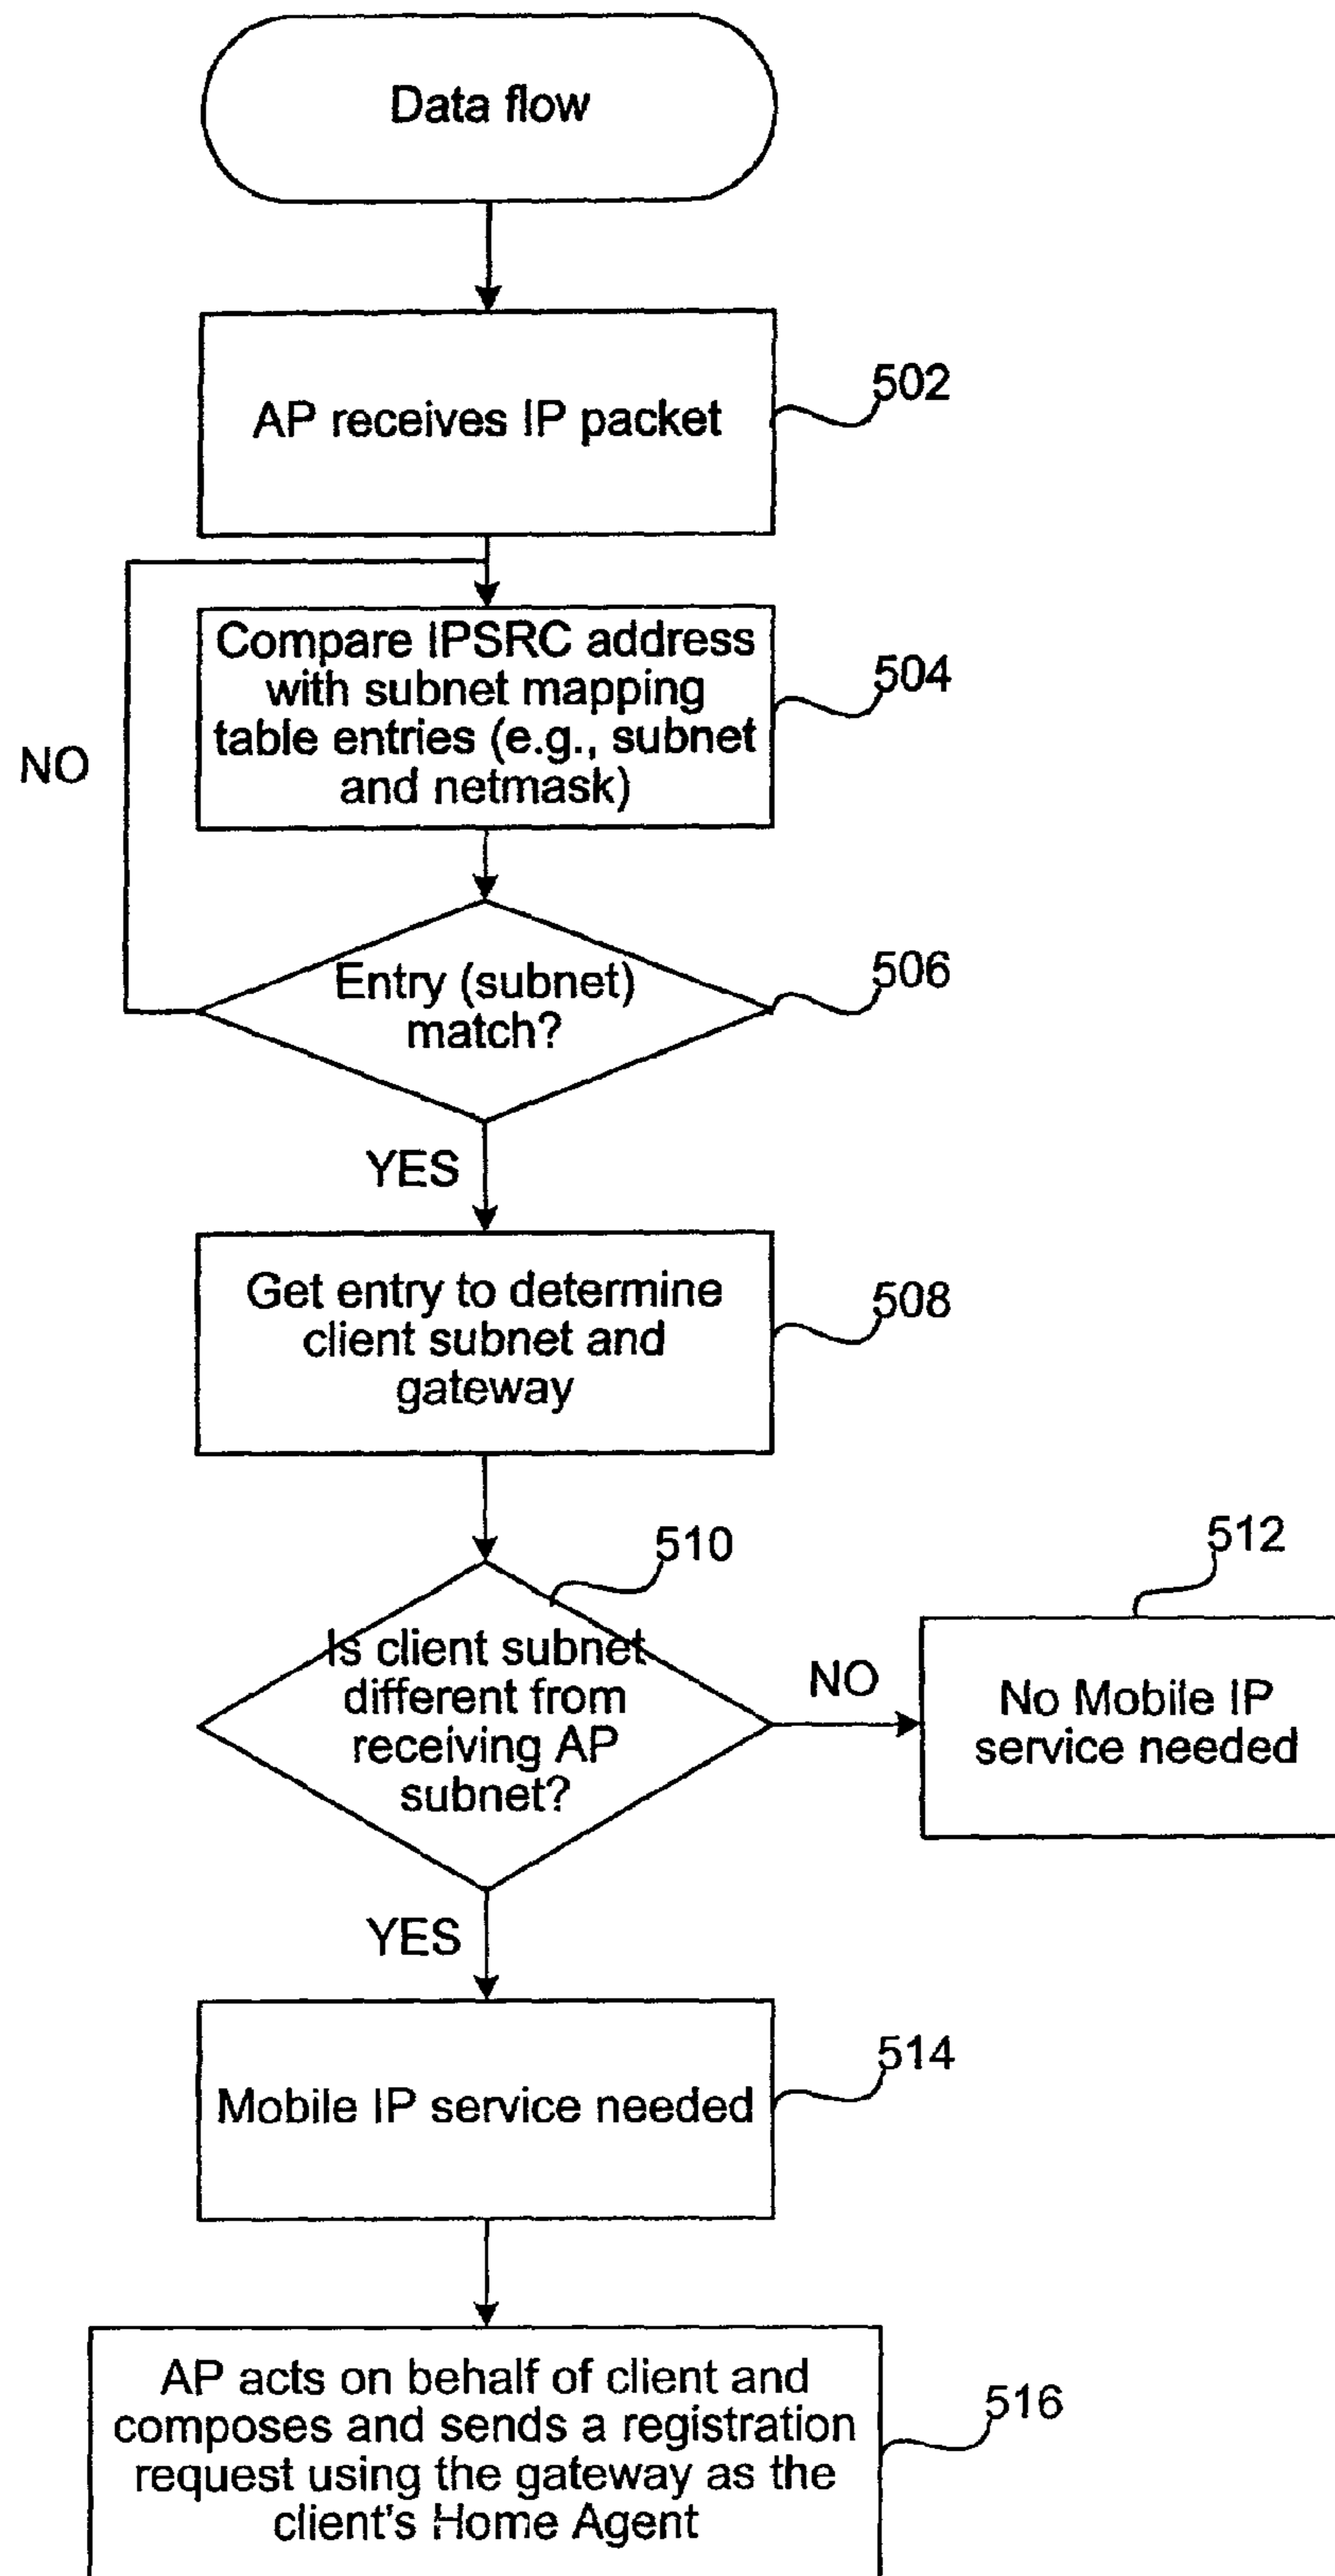 Data flow
AP receives IP packet
502
Compare IPSRC address
with subnet mapping
table entries (e.g., subnet
and netmask)
504
NO
Entry (subnet)
match?
506
YES
Get entry to determine
client subnet and
gateway
508
510
Is client subnet
different from
receiving AP
subnet?
NO
512
No Mobile IP
service needed
YES
Mobile IP service needed
514
AP acts on behalf of client and
composes and sends a registration
request using the gateway as the
client's Home Agent
516